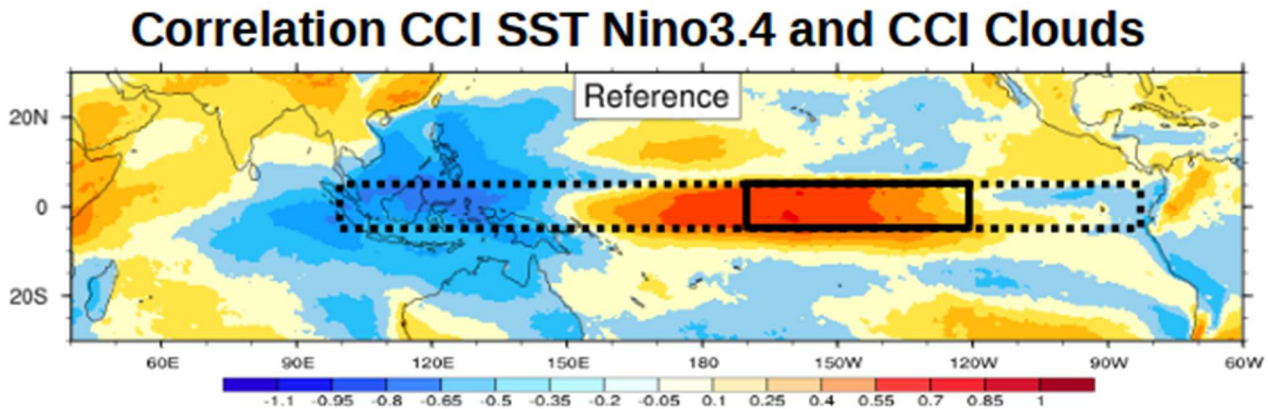 Correlation CCI SST Nino3.4 and CCI Clouds
Reference
20N
0
20S
60E 90E 120E 150E 180 150W 120W 90W 60W
-1.1 -0.95 -0.8 -0.65 -0.5 -0.35 -0.2 -0.05 0.1 0.25 0.4 0.55 0.7 0.85 1